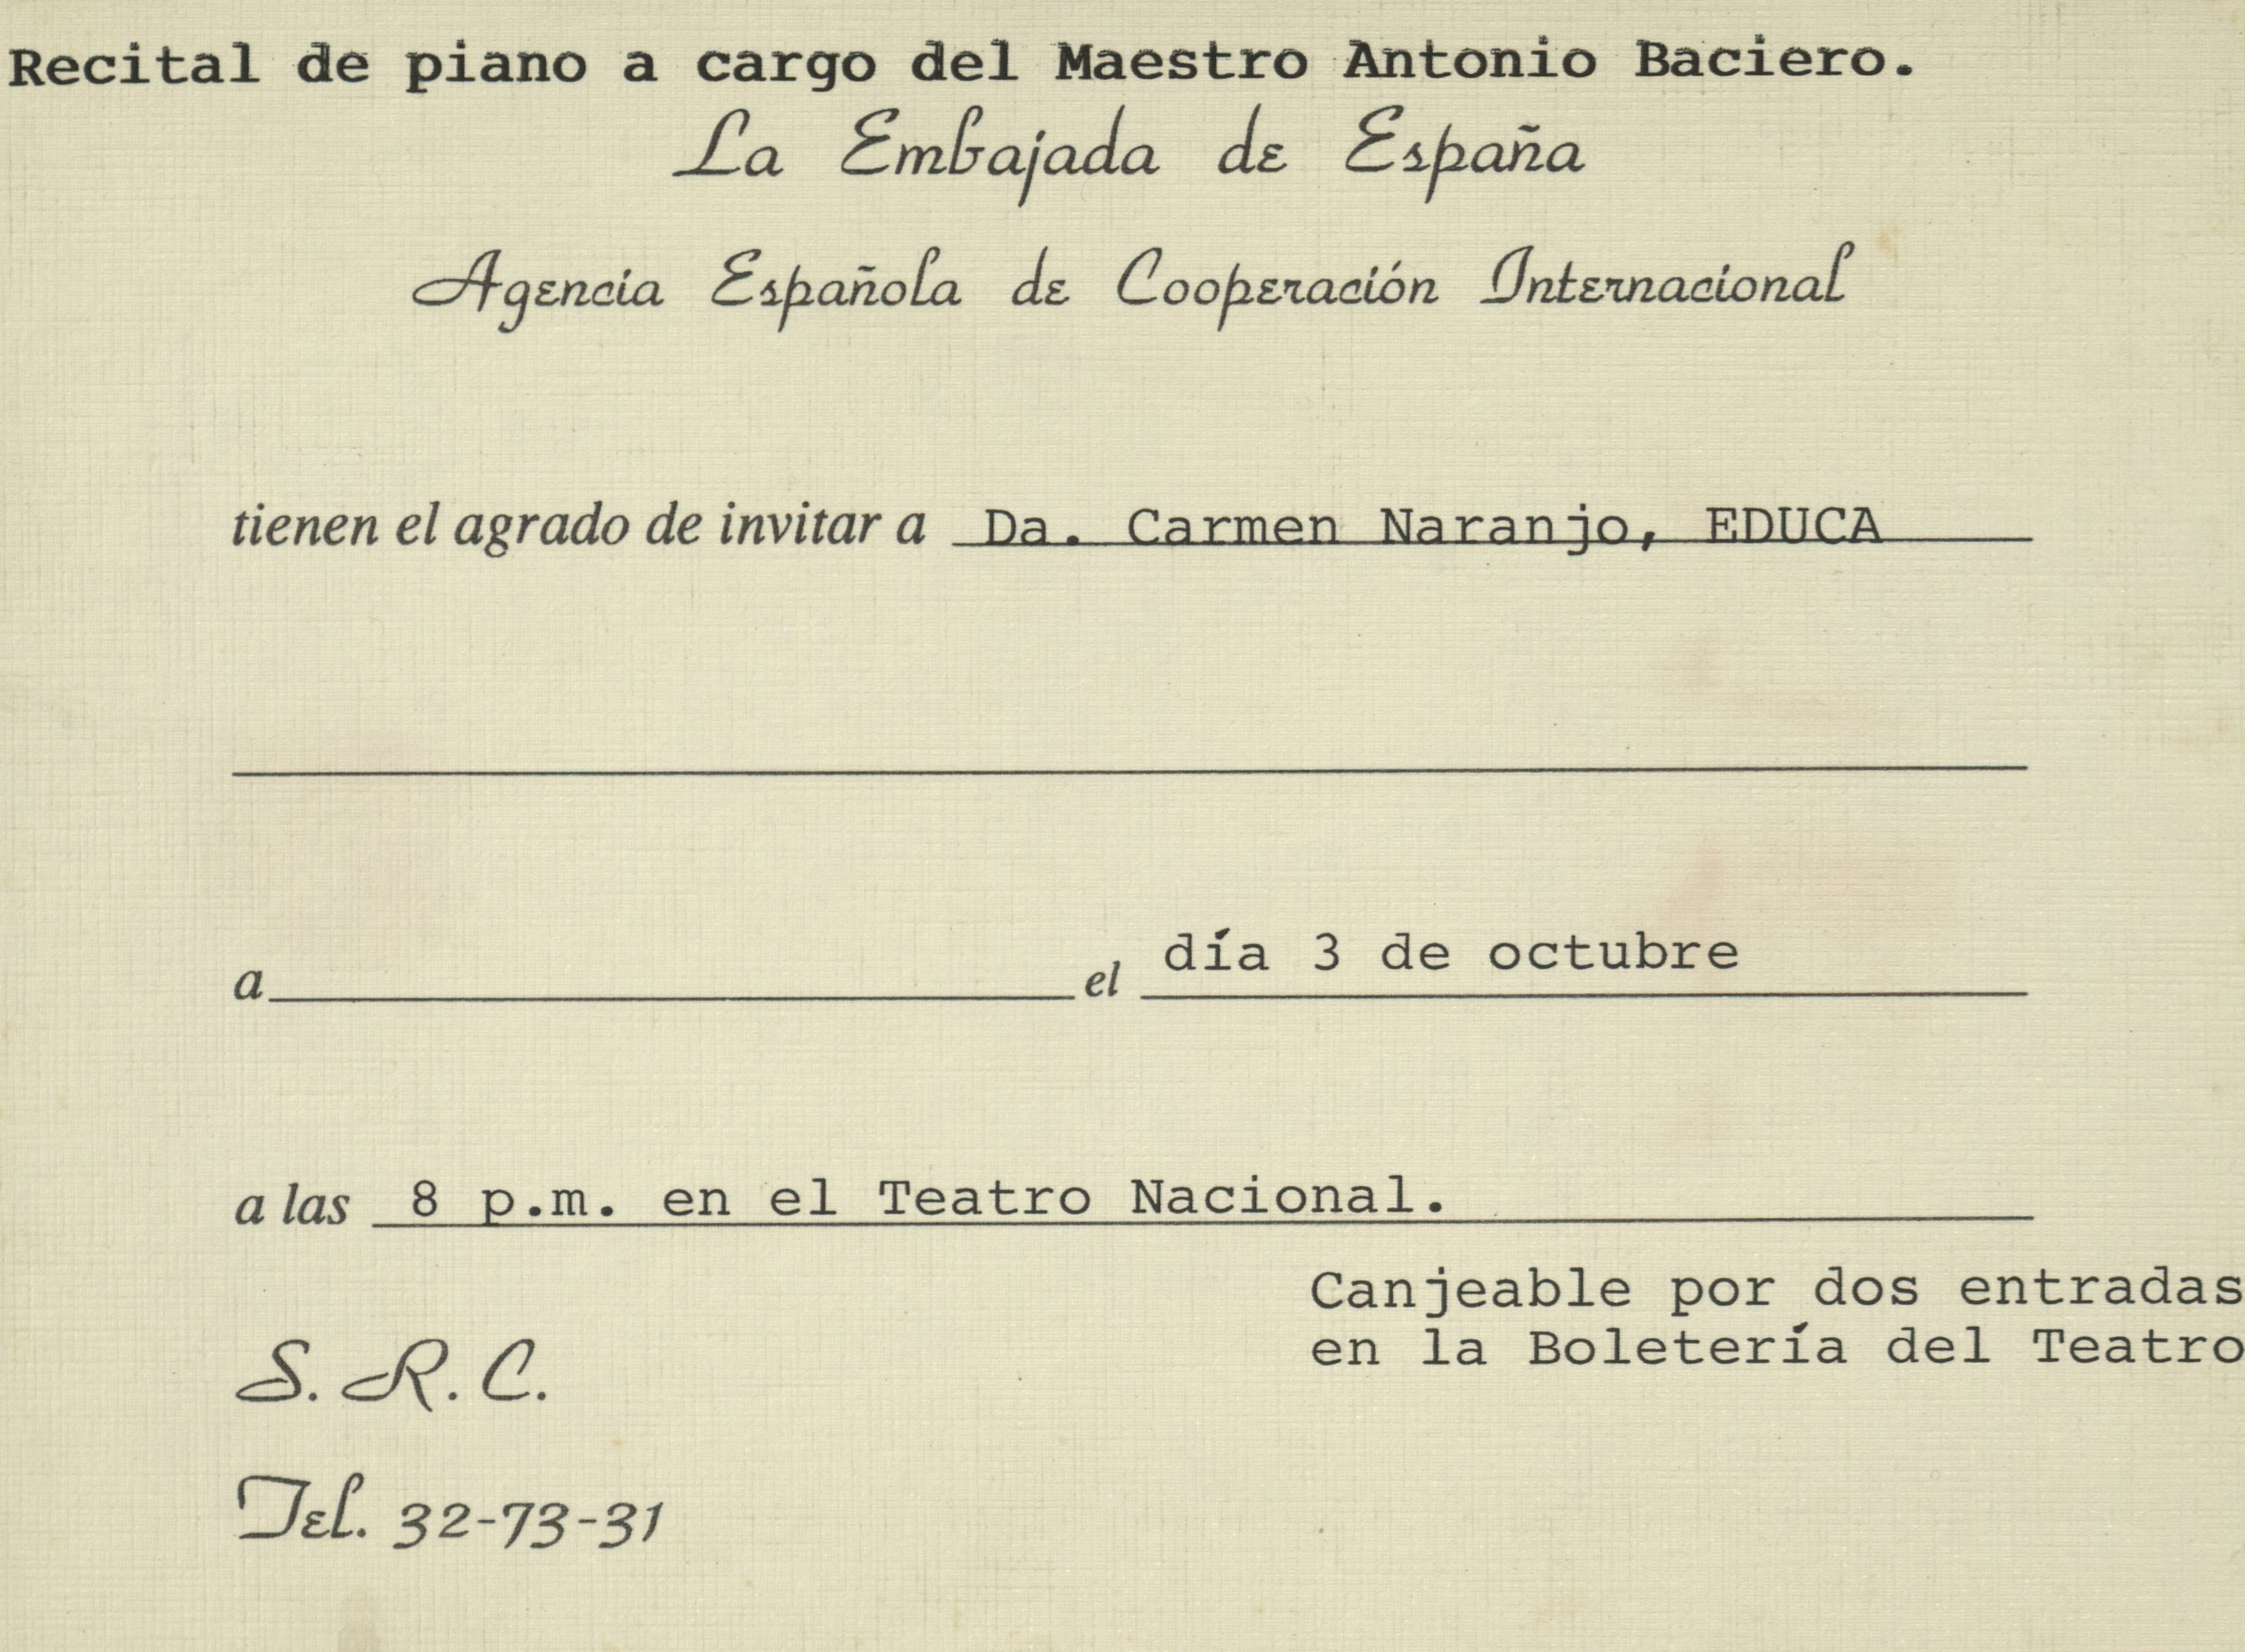 Recital de piano a cargo del Maestro Antonio Baciero.
La Embajada de España
Agencia Española de Cooperación Internacional
tienen el agrado de invitar a Da. Carmen Naranjo, EDUCA
a el día 3 de octubre
a las 8 p.m. en el Teatro Nacional.
Canjeable por dos entradas
en la Boletería del Teatro
S. R. C.
Tel. 32-73-31